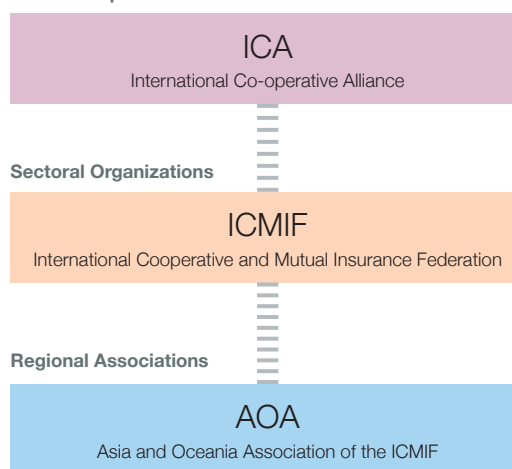 ICA
International Co-operative Alliance
Sectoral Organizations
ICMIF
International Cooperative and Mutual Insurance Federation
Regional Associations
AOA
Asia and Oceania Association of the ICMIF